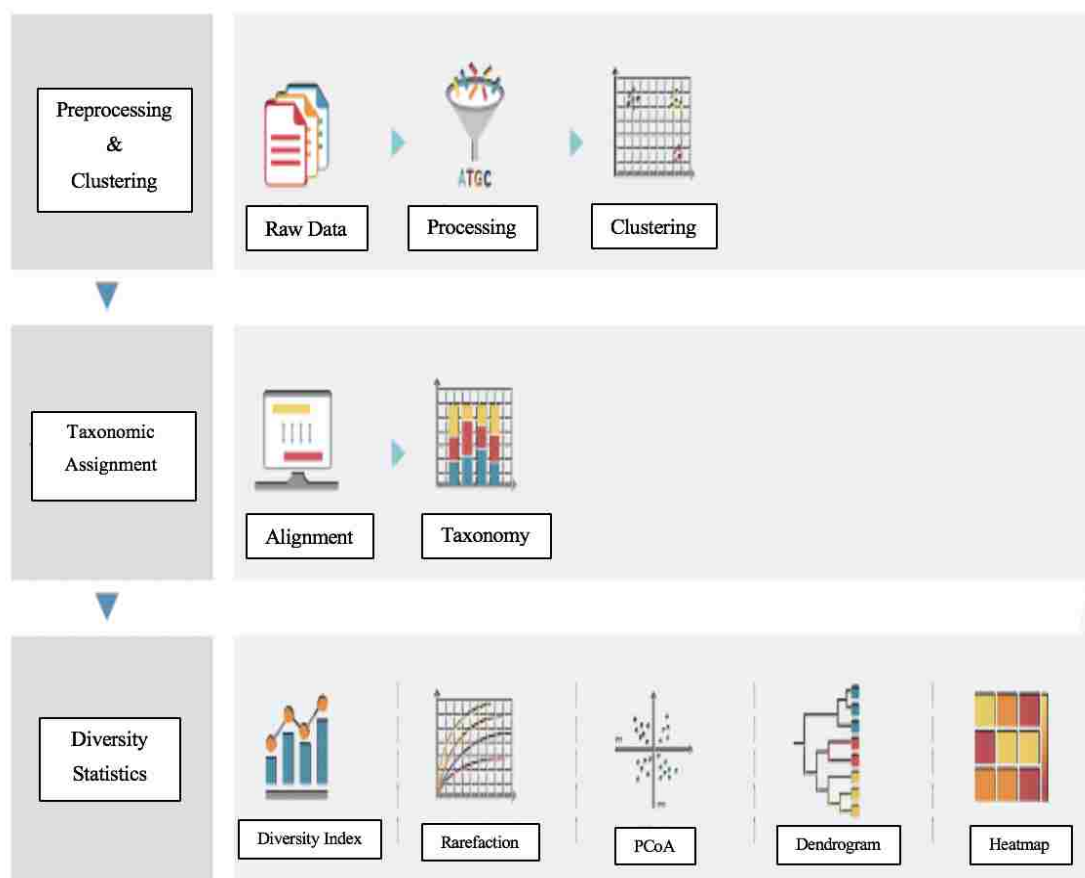 Preprocessing
&
Clustering
ATGC
Raw Data
Processing
Clustering
Taxonomic
Assignment
Alignment
Taxonomy
Diversity
Statistics
Diversity Index
Rarefaction
PCoA
Dendrogram
Heatmap